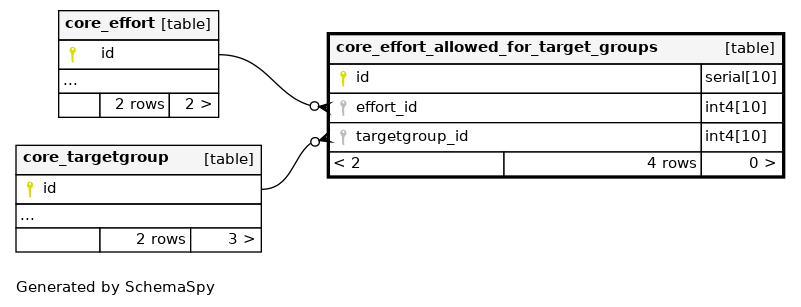 core_effort [table]
id
...
2 rows 2 >
core_effort_allowed_for_target_groups [table]
id serial[10]
effort_id int4[10]
targetgroup_id int4[10]
< 2 4 rows 0 >
core_targetgroup [table]
id
...
2 rows 3 >
Generated by SchemaSpy